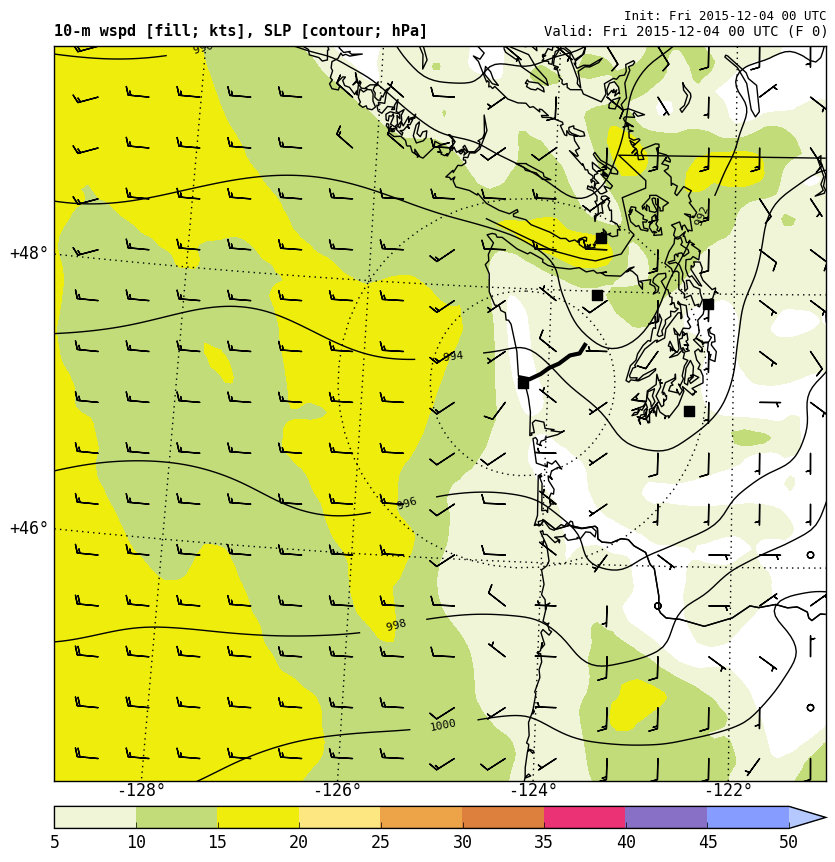 Init: Fri 2015-12-04 00 UTC
10-m wspd [fill; kts], SLP [contour; hPa]
Valid: Fri 2015-12-04 00 UTC (F 0)
992
+48°
994
996
+46°
998
1000
-128° -126° -124° -122°
5 10 15 20 25 30 35 40 45 50